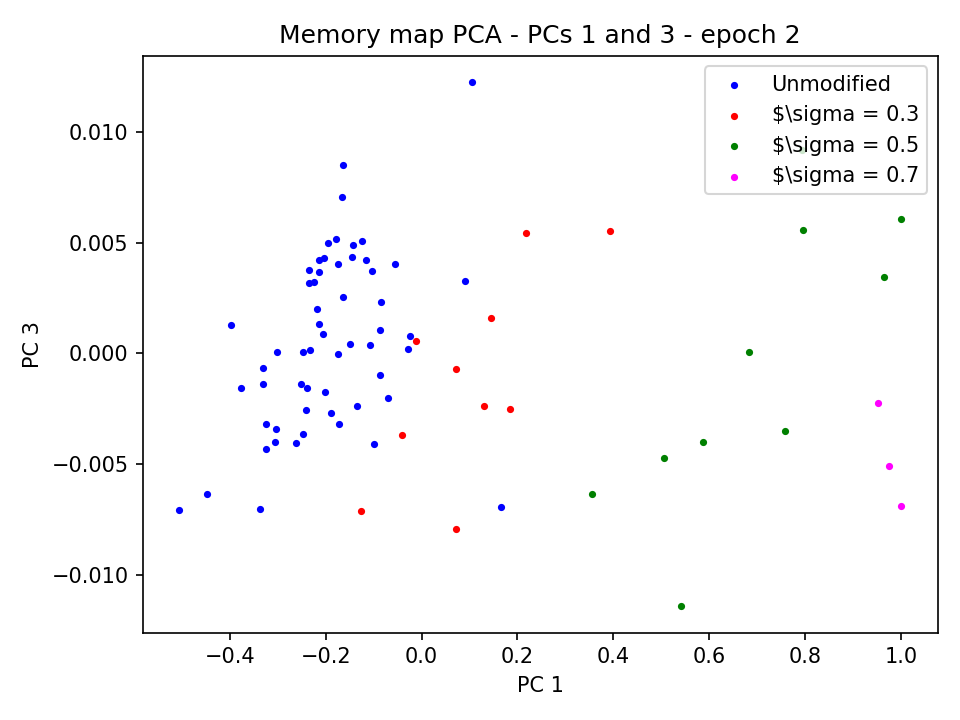 Memory map PCA - PCs 1 and 3 - epoch 2
Unmodified
$\sigma = 0.3
$\sigma = 0.5
$\sigma = 0.7
0.010
0.005
0.000
−0.005
−0.010
PC 3
−0.4 −0.2 0.0 0.2 0.4 0.6 0.8 1.0
PC 1